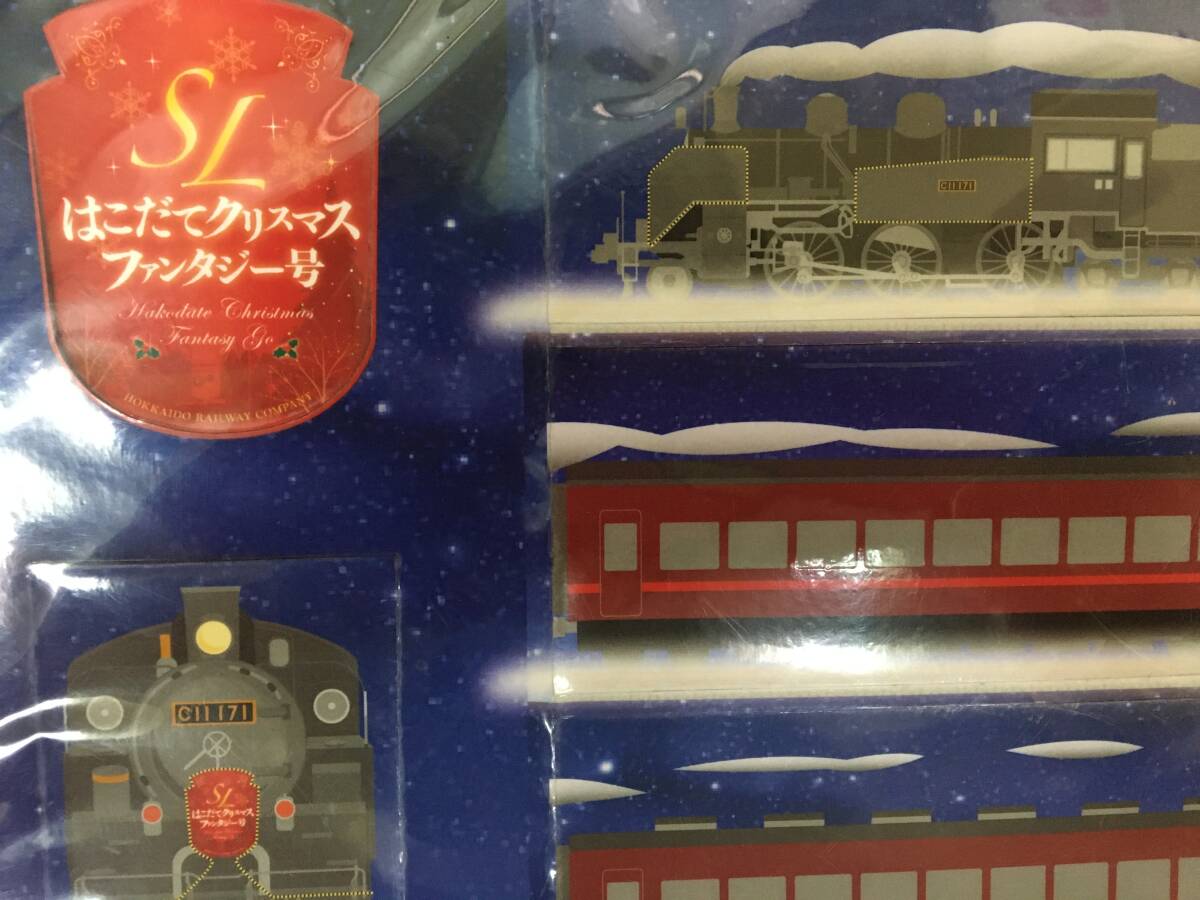 SL
はこだてクリスマス
ファンタジー号
Hakodate Christmas
Fantasy Go
HOKKAIDO RAILWAY COMPANY
C11 171
C11 171
SL
はこだてクリスマス
ファンタジー号